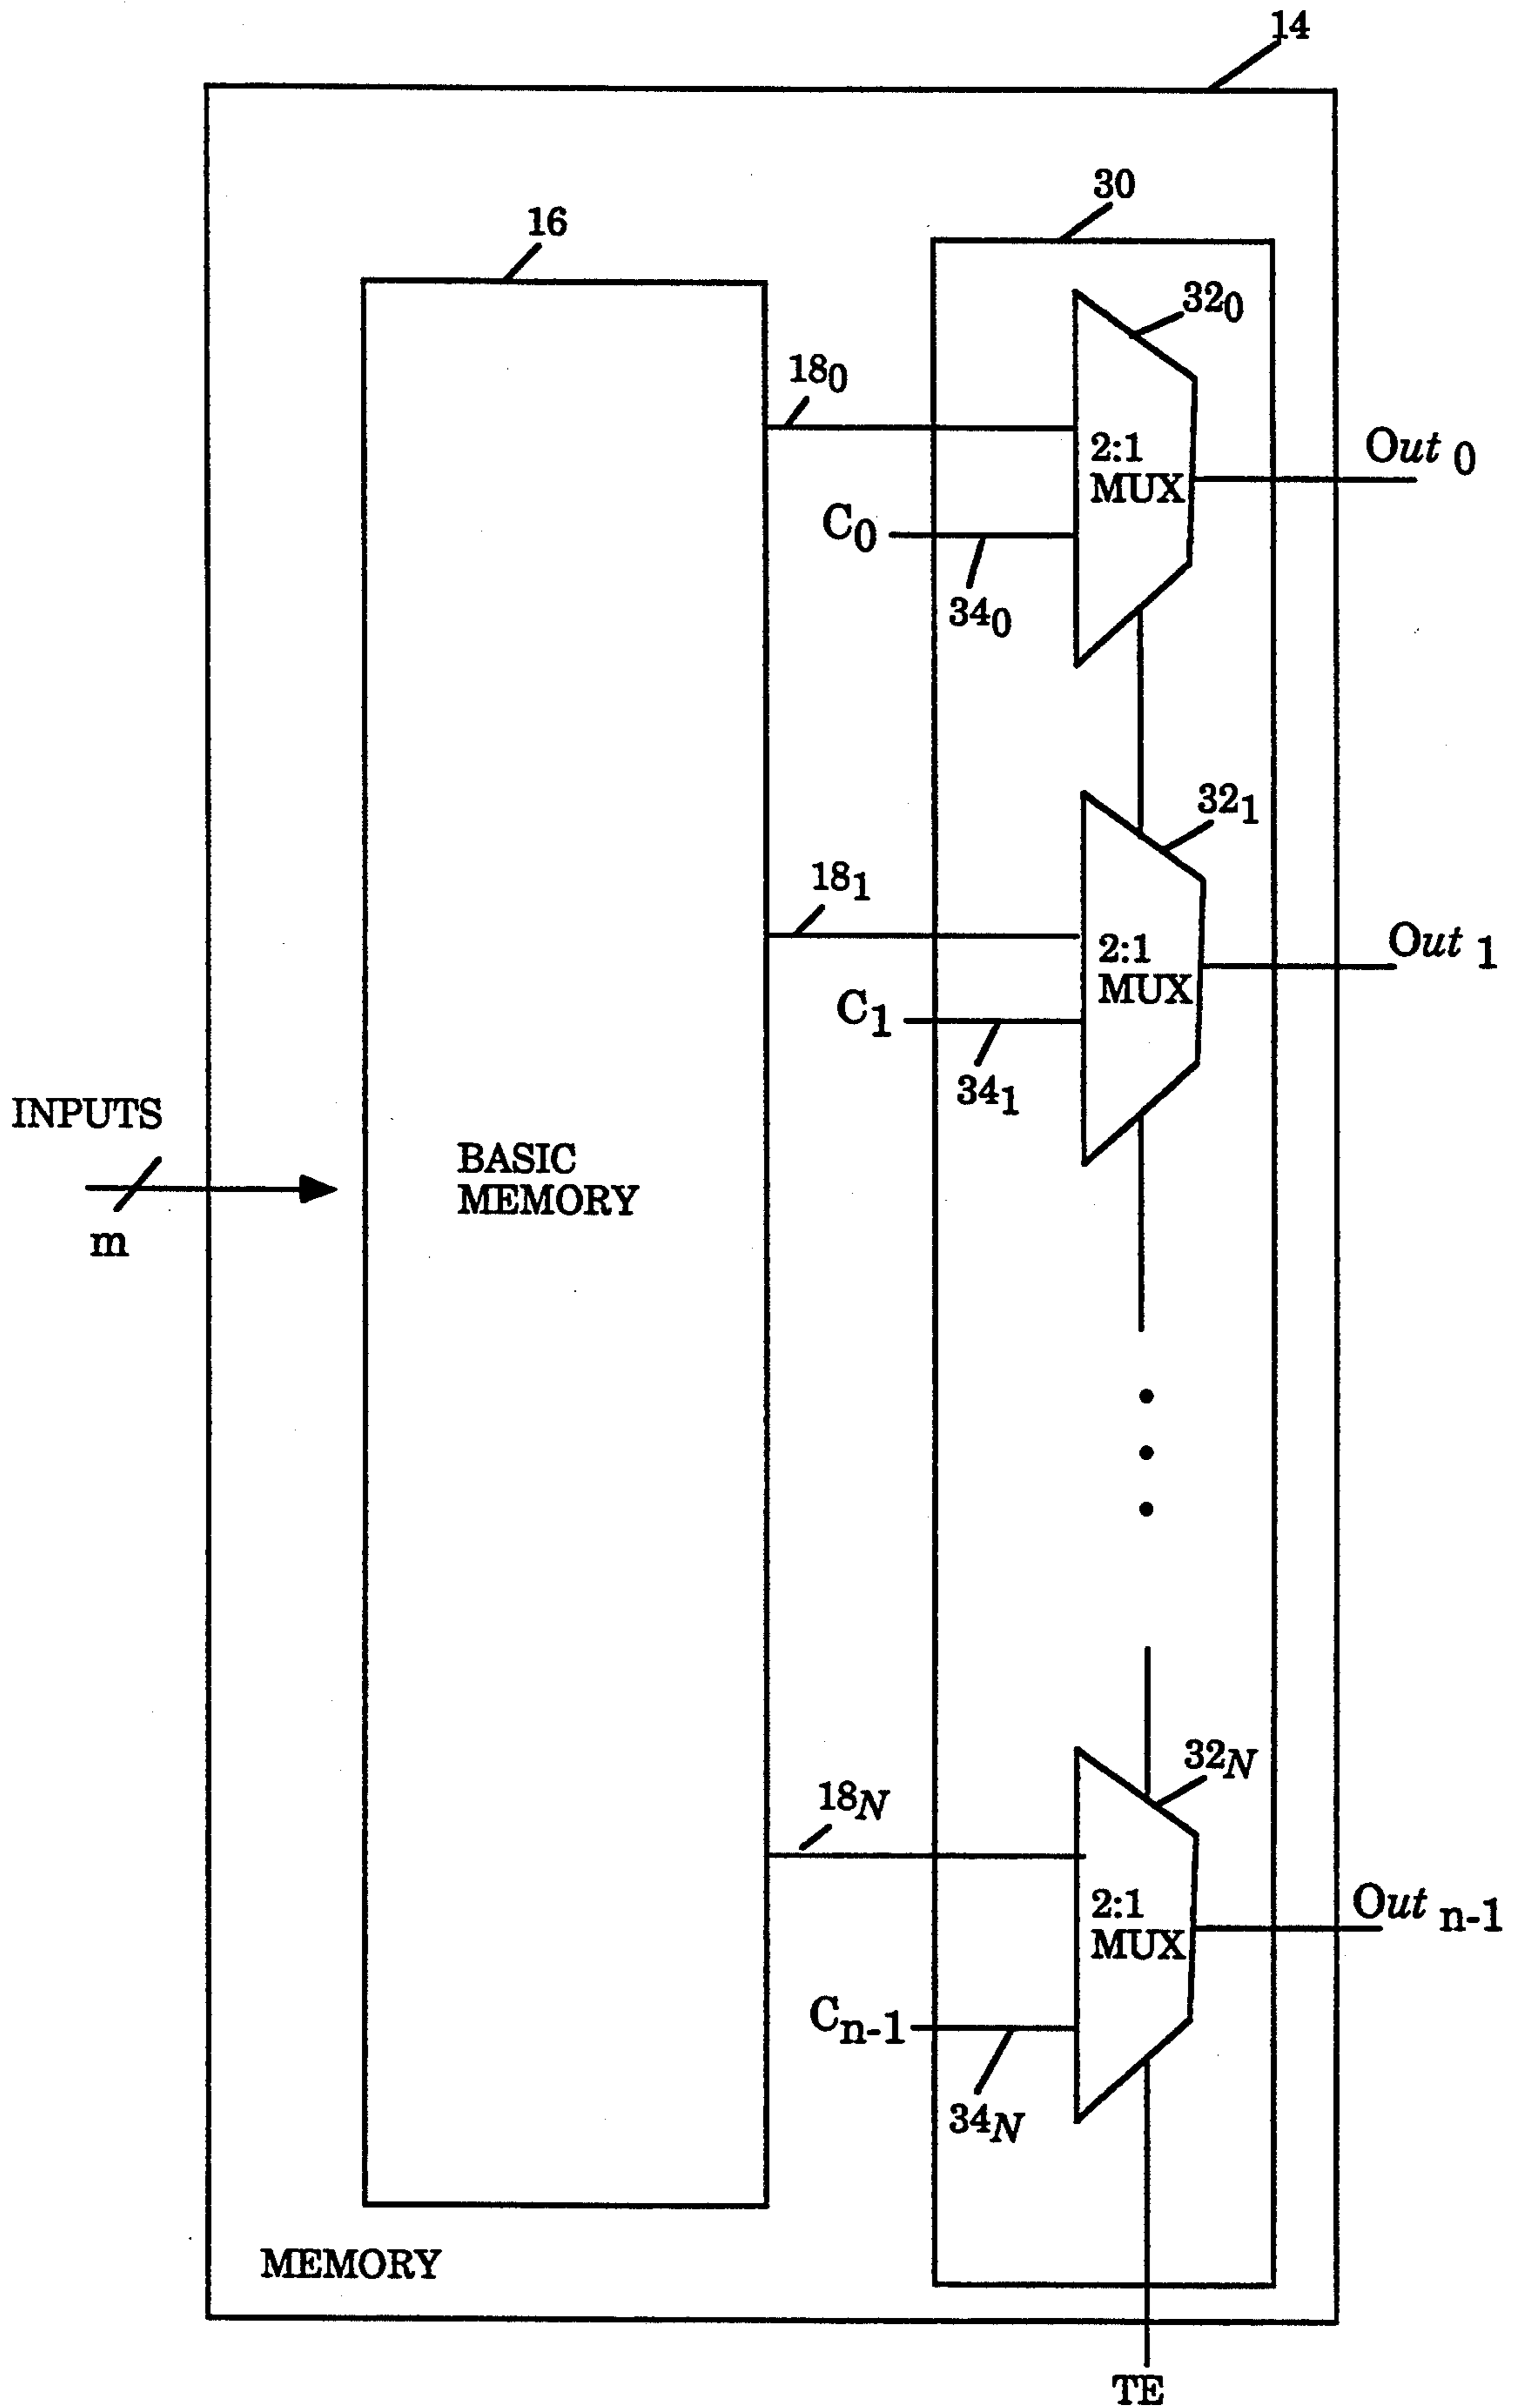 14
30
16
32₀
18₀
2:1
MUX
Out 0
C₀
34₀
32₁
18₁
2:1
MUX
Out 1
C₁
34₁
INPUTS
m
BASIC
MEMORY
32N
18N
2:1
MUX
Out n-1
Cn-1
34N
MEMORY
TE